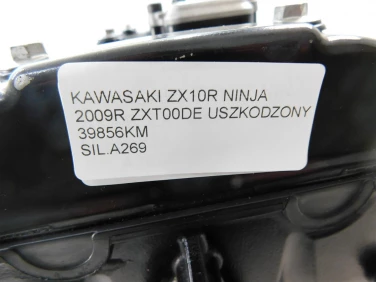 KAWASAKI ZX10R NINJA
2009R ZXT00DE USZKODZONY
39856KM
SIL.A269